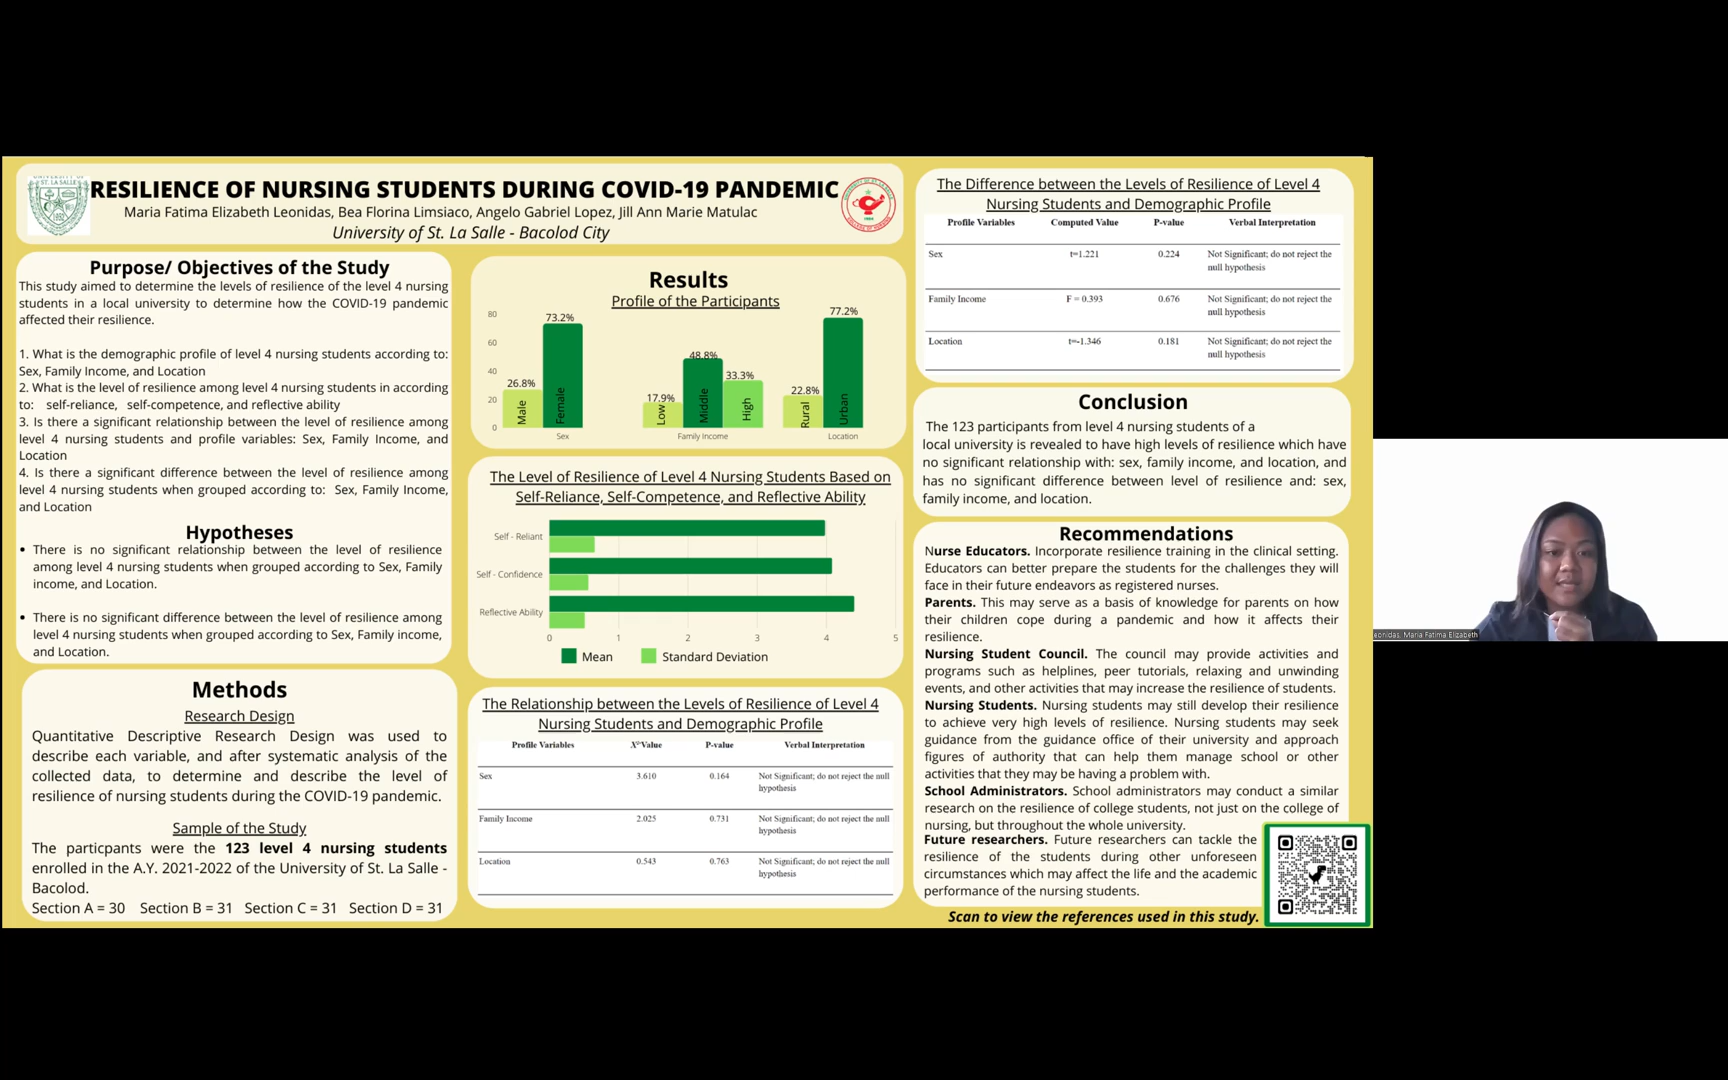 UNIVERSITY OF
ST. LA SALLE
RESILIENCE OF NURSING STUDENTS DURING COVID-19 PANDEMIC
Maria Fatima Elizabeth Leonidas, Bea Florina Limsiaco, Angelo Gabriel Lopez, Jill Ann Marie Matulac
University of St. La Salle - Bacolod City
Purpose/ Objectives of the Study
This study aimed to determine the levels of resilience of the level 4 nursing
students in a local university to determine how the COVID-19 pandemic
affected their resilience.
1. What is the demographic profile of level 4 nursing students according to:
Sex, Family Income, and Location
2. What is the level of resilience among level 4 nursing students in according
to: self-reliance, self-competence, and reflective ability
3. Is there a significant relationship between the level of resilience among
level 4 nursing students and profile variables: Sex, Family Income, and
Location
4. Is there a significant difference between the level of resilience among
level 4 nursing students when grouped according to: Sex, Family Income,
and Location
Hypotheses
• There is no significant relationship between the level of resilience
among level 4 nursing students when grouped according to Sex, Family
income, and Location.
• There is no significant difference between the level of resilience among
level 4 nursing students when grouped according to Sex, Family income,
and Location.
Methods
Research Design
Quantitative Descriptive Research Design was used to
describe each variable, and after systematic analysis of the
collected data, to determine and describe the level of
resilience of nursing students during the COVID-19 pandemic.
Sample of the Study
The particpants were the 123 level 4 nursing students
enrolled in the A.Y. 2021-2022 of the University of St. La Salle -
Bacolod.
Section A = 30 Section B = 31 Section C = 31 Section D = 31
Results
Profile of the Participants
80
60
40
20
0
26.8%
Male
73.2%
Female
Sex
17.9%
Low
48.8%
Middle
33.3%
High
Family Income
22.8%
Rural
77.2%
Urban
Location
The Level of Resilience of Level 4 Nursing Students Based on
Self-Reliance, Self-Competence, and Reflective Ability
Self - Reliant
Self - Confidence
Reflective Ability
0 1 2 3 4 5
Mean Standard Deviation
The Relationship between the Levels of Resilience of Level 4
Nursing Students and Demographic Profile
Profile Variables X² Value P-value Verbal Interpretation
Sex 3.610 0.164 Not Significant; do not reject the null
hypothesis
Family Income 2.025 0.731 Not Significant; do not reject the null
hypothesis
Location 0.543 0.763 Not Significant; do not reject the null
hypothesis
The Difference between the Levels of Resilience of Level 4
Nursing Students and Demographic Profile
Profile Variables Computed Value P-value Verbal Interpretation
Sex t=1.221 0.224 Not Significant; do not reject the
null hypothesis
Family Income F = 0.393 0.676 Not Significant; do not reject the
null hypothesis
Location t=-1.346 0.181 Not Significant; do not reject the
null hypothesis
Conclusion
The 123 participants from level 4 nursing students of a
local university is revealed to have high levels of resilience which have
no significant relationship with: sex, family income, and location, and
has no significant difference between level of resilience and: sex,
family income, and location.
Recommendations
Nurse Educators. Incorporate resilience training in the clinical setting.
Educators can better prepare the students for the challenges they will
face in their future endeavors as registered nurses.
Parents. This may serve as a basis of knowledge for parents on how
their children cope during a pandemic and how it affects their
resilience.
Nursing Student Council. The council may provide activities and
programs such as helplines, peer tutorials, relaxing and unwinding
events, and other activities that may increase the resilience of students.
Nursing Students. Nursing students may still develop their resilience
to achieve very high levels of resilience. Nursing students may seek
guidance from the guidance office of their university and approach
figures of authority that can help them manage school or other
activities that they may be having a problem with.
School Administrators. School administrators may conduct a similar
research on the resilience of college students, not just on the college of
nursing, but throughout the whole university.
Future researchers. Future researchers can tackle the
resilience of the students during other unforeseen
circumstances which may affect the life and the academic
performance of the nursing students.
Scan to view the references used in this study.
eonidas, Maria Fatima Elizabeth